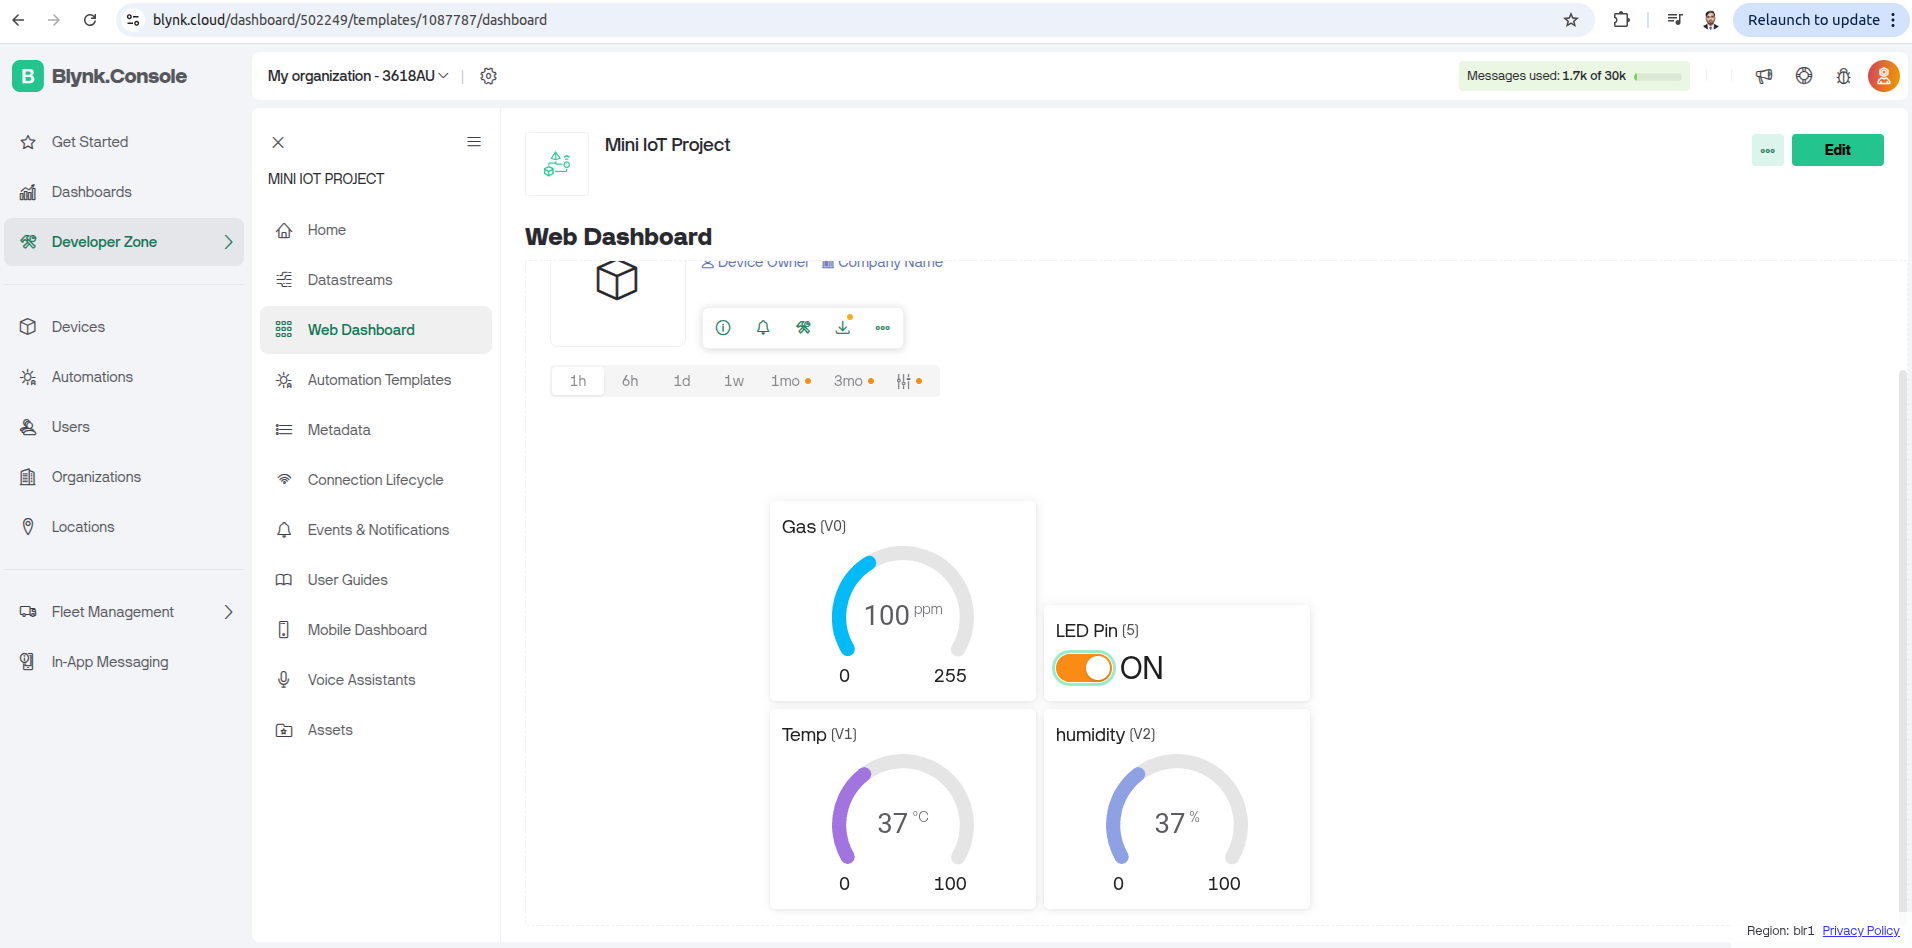 blynk.cloud/dashboard/502249/templates/1087787/dashboard
Relaunch to update
B Blynk.Console
My organization - 3618AU
Messages used: 1.7k of 30k
Get Started
Dashboards
Developer Zone
Devices
Automations
Users
Organizations
Locations
Fleet Management
In-App Messaging
MINI IOT PROJECT
Home
Datastreams
Web Dashboard
Automation Templates
Metadata
Connection Lifecycle
Events & Notifications
User Guides
Mobile Dashboard
Voice Assistants
Assets
Mini IoT Project
Edit
Web Dashboard
Device Owner Company Name
1h 6h 1d 1w 1mo 3mo
Gas (V0)
100 ppm
0 255
LED Pin (5)
ON
Temp (V1)
37 °C
0 100
humidity (V2)
37 %
0 100
Region: blr1 Privacy Policy